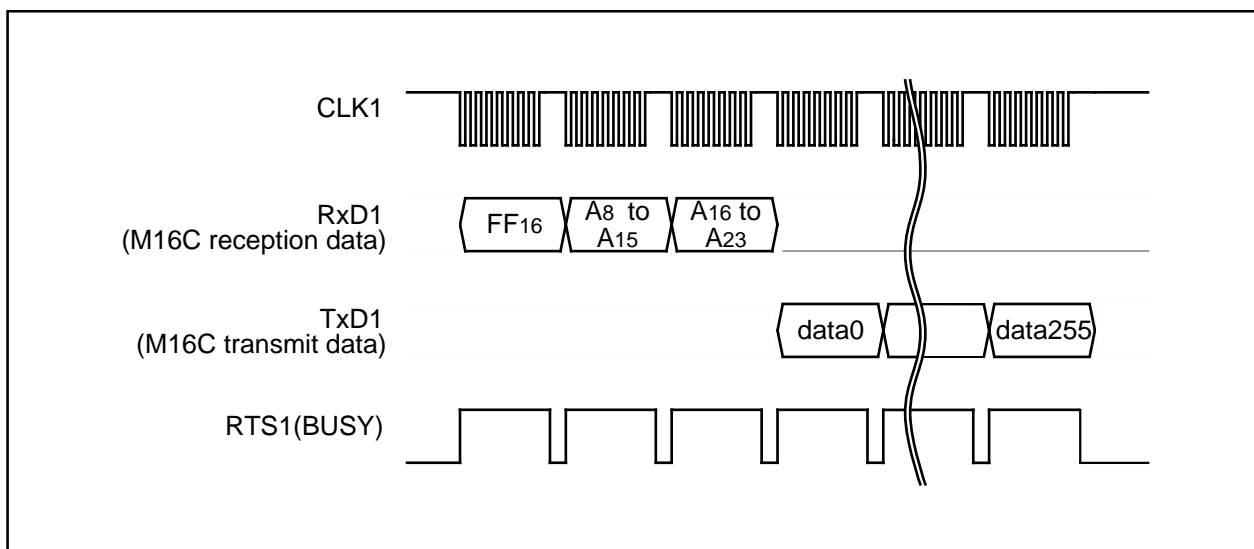 CLK1
RxD1
(M16C reception data)
FF16
A8 to
A15
A16 to
A23
TxD1
(M16C transmit data)
data0
data255
RTS1(BUSY)